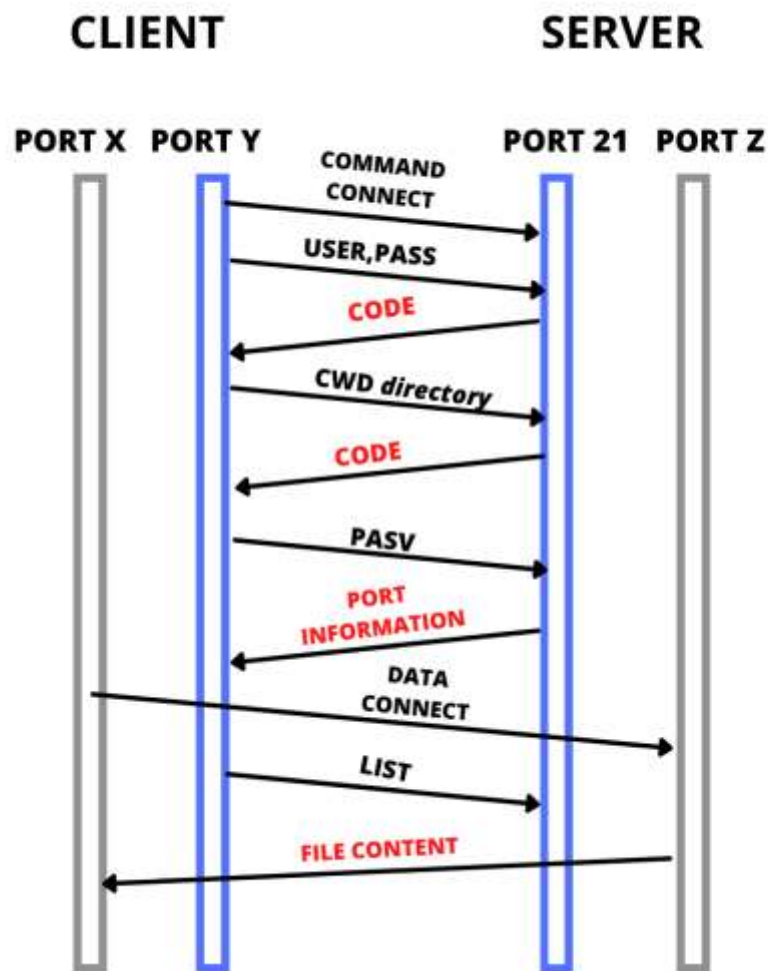 CLIENT SERVER
PORT X PORT Y PORT 21 PORT Z
COMMAND
CONNECT
USER,PASS
CODE
CWD directory
CODE
PASV
PORT
INFORMATION
DATA
CONNECT
LIST
FILE CONTENT